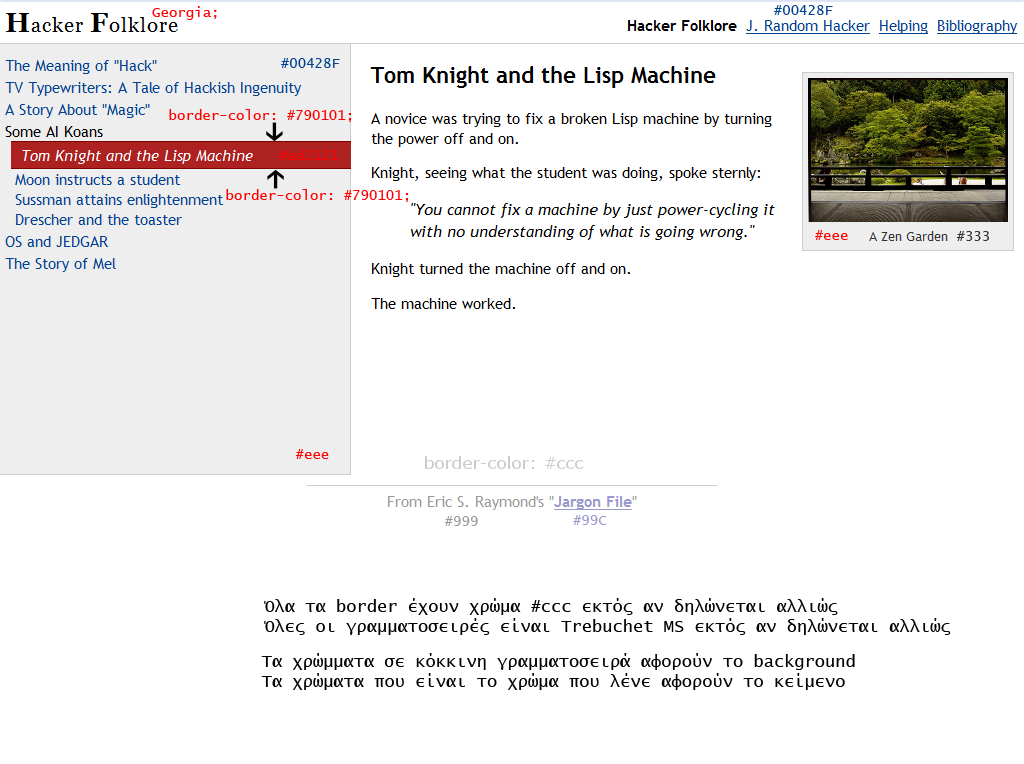 Georgia;
Hacker Folklore
#00428F
Hacker Folklore J. Random Hacker Helping Bibliography
The Meaning of "Hack" #00428F
TV Typewriters: A Tale of Hackish Ingenuity
A Story About "Magic"
border-color: #790101;
Some AI Koans
Tom Knight and the Lisp Machine
Moon instructs a student
border-color: #790101;
Sussman attains enlightenment
Drescher and the toaster
OS and JEDGAR
The Story of Mel
#eee
Tom Knight and the Lisp Machine
A novice was trying to fix a broken Lisp machine by turning
the power off and on.
Knight, seeing what the student was doing, spoke sternly:
"You cannot fix a machine by just power-cycling it
with no understanding of what is going wrong."
Knight turned the machine off and on.
The machine worked.
#eee A Zen Garden #333
border-color: #ccc
From Eric S. Raymond's "Jargon File"
#999 #99C
Όλα τα border έχουν χρώμα #ccc εκτός αν δηλώνεται αλλιώς
Όλες οι γραμματοσειρές είναι Trebuchet MS εκτός αν δηλώνεται αλλιώς
Τα χρώμματα σε κόκκινη γραμματοσειρά αφορούν το background
Τα χρώματα που είναι το χρώμα που λένε αφορούν το κείμενο